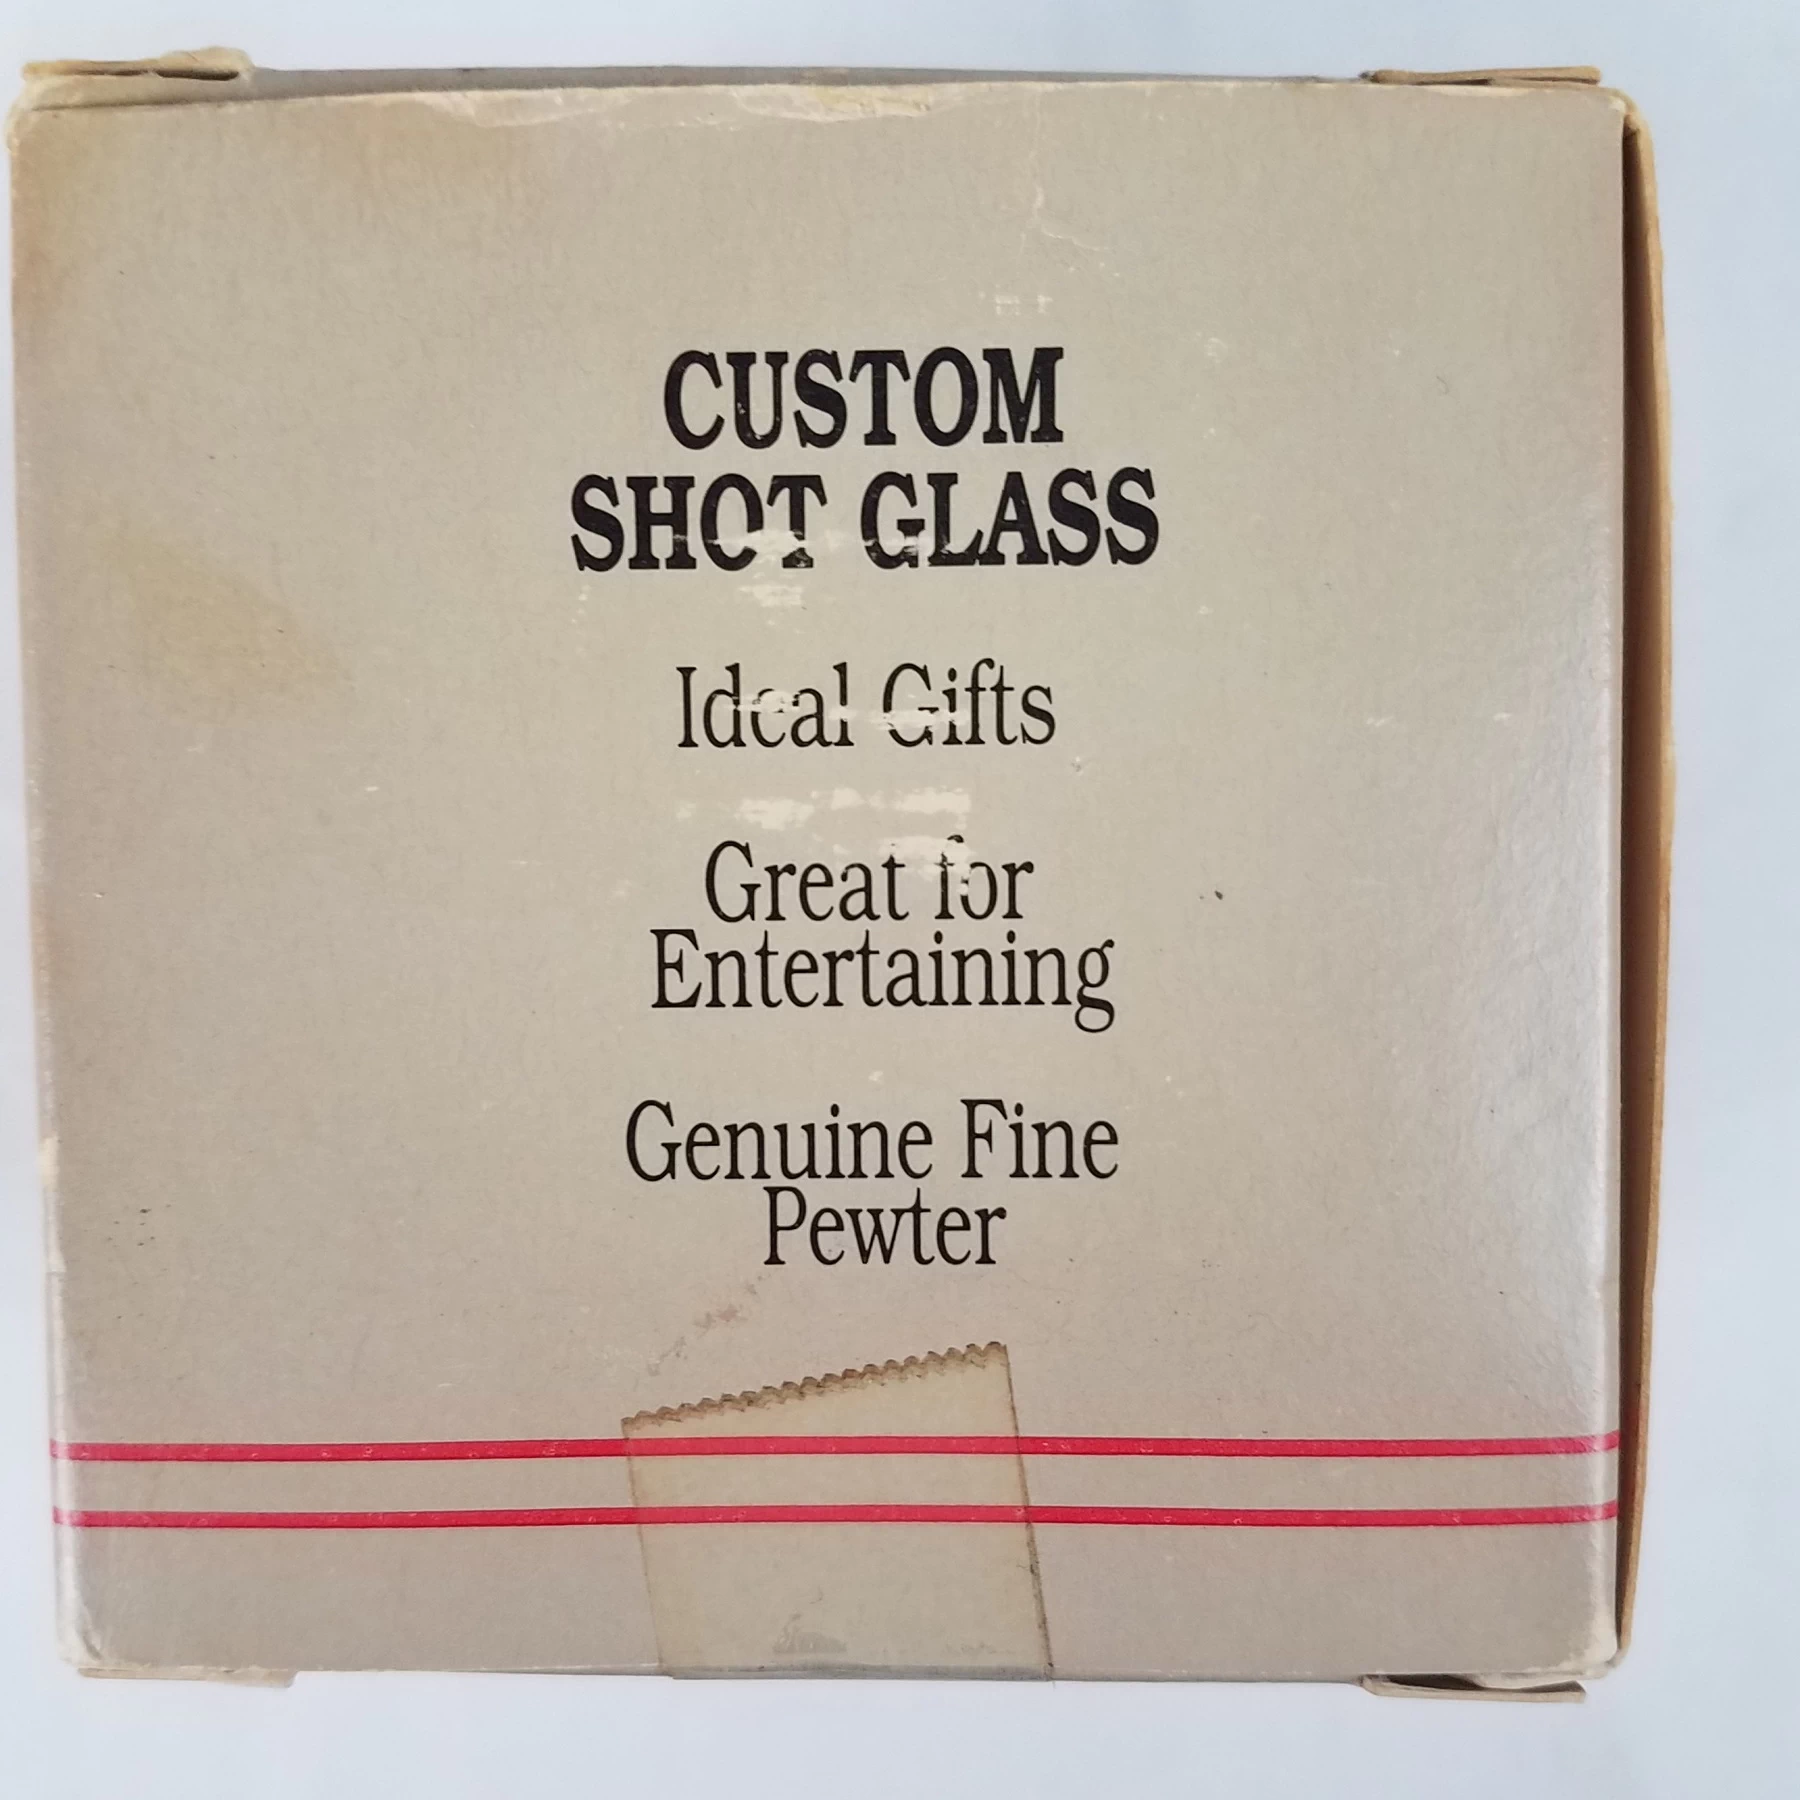 CUSTOM
SHOT GLASS
Ideal Gifts
Great for
Entertaining
Genuine Fine
Pewter